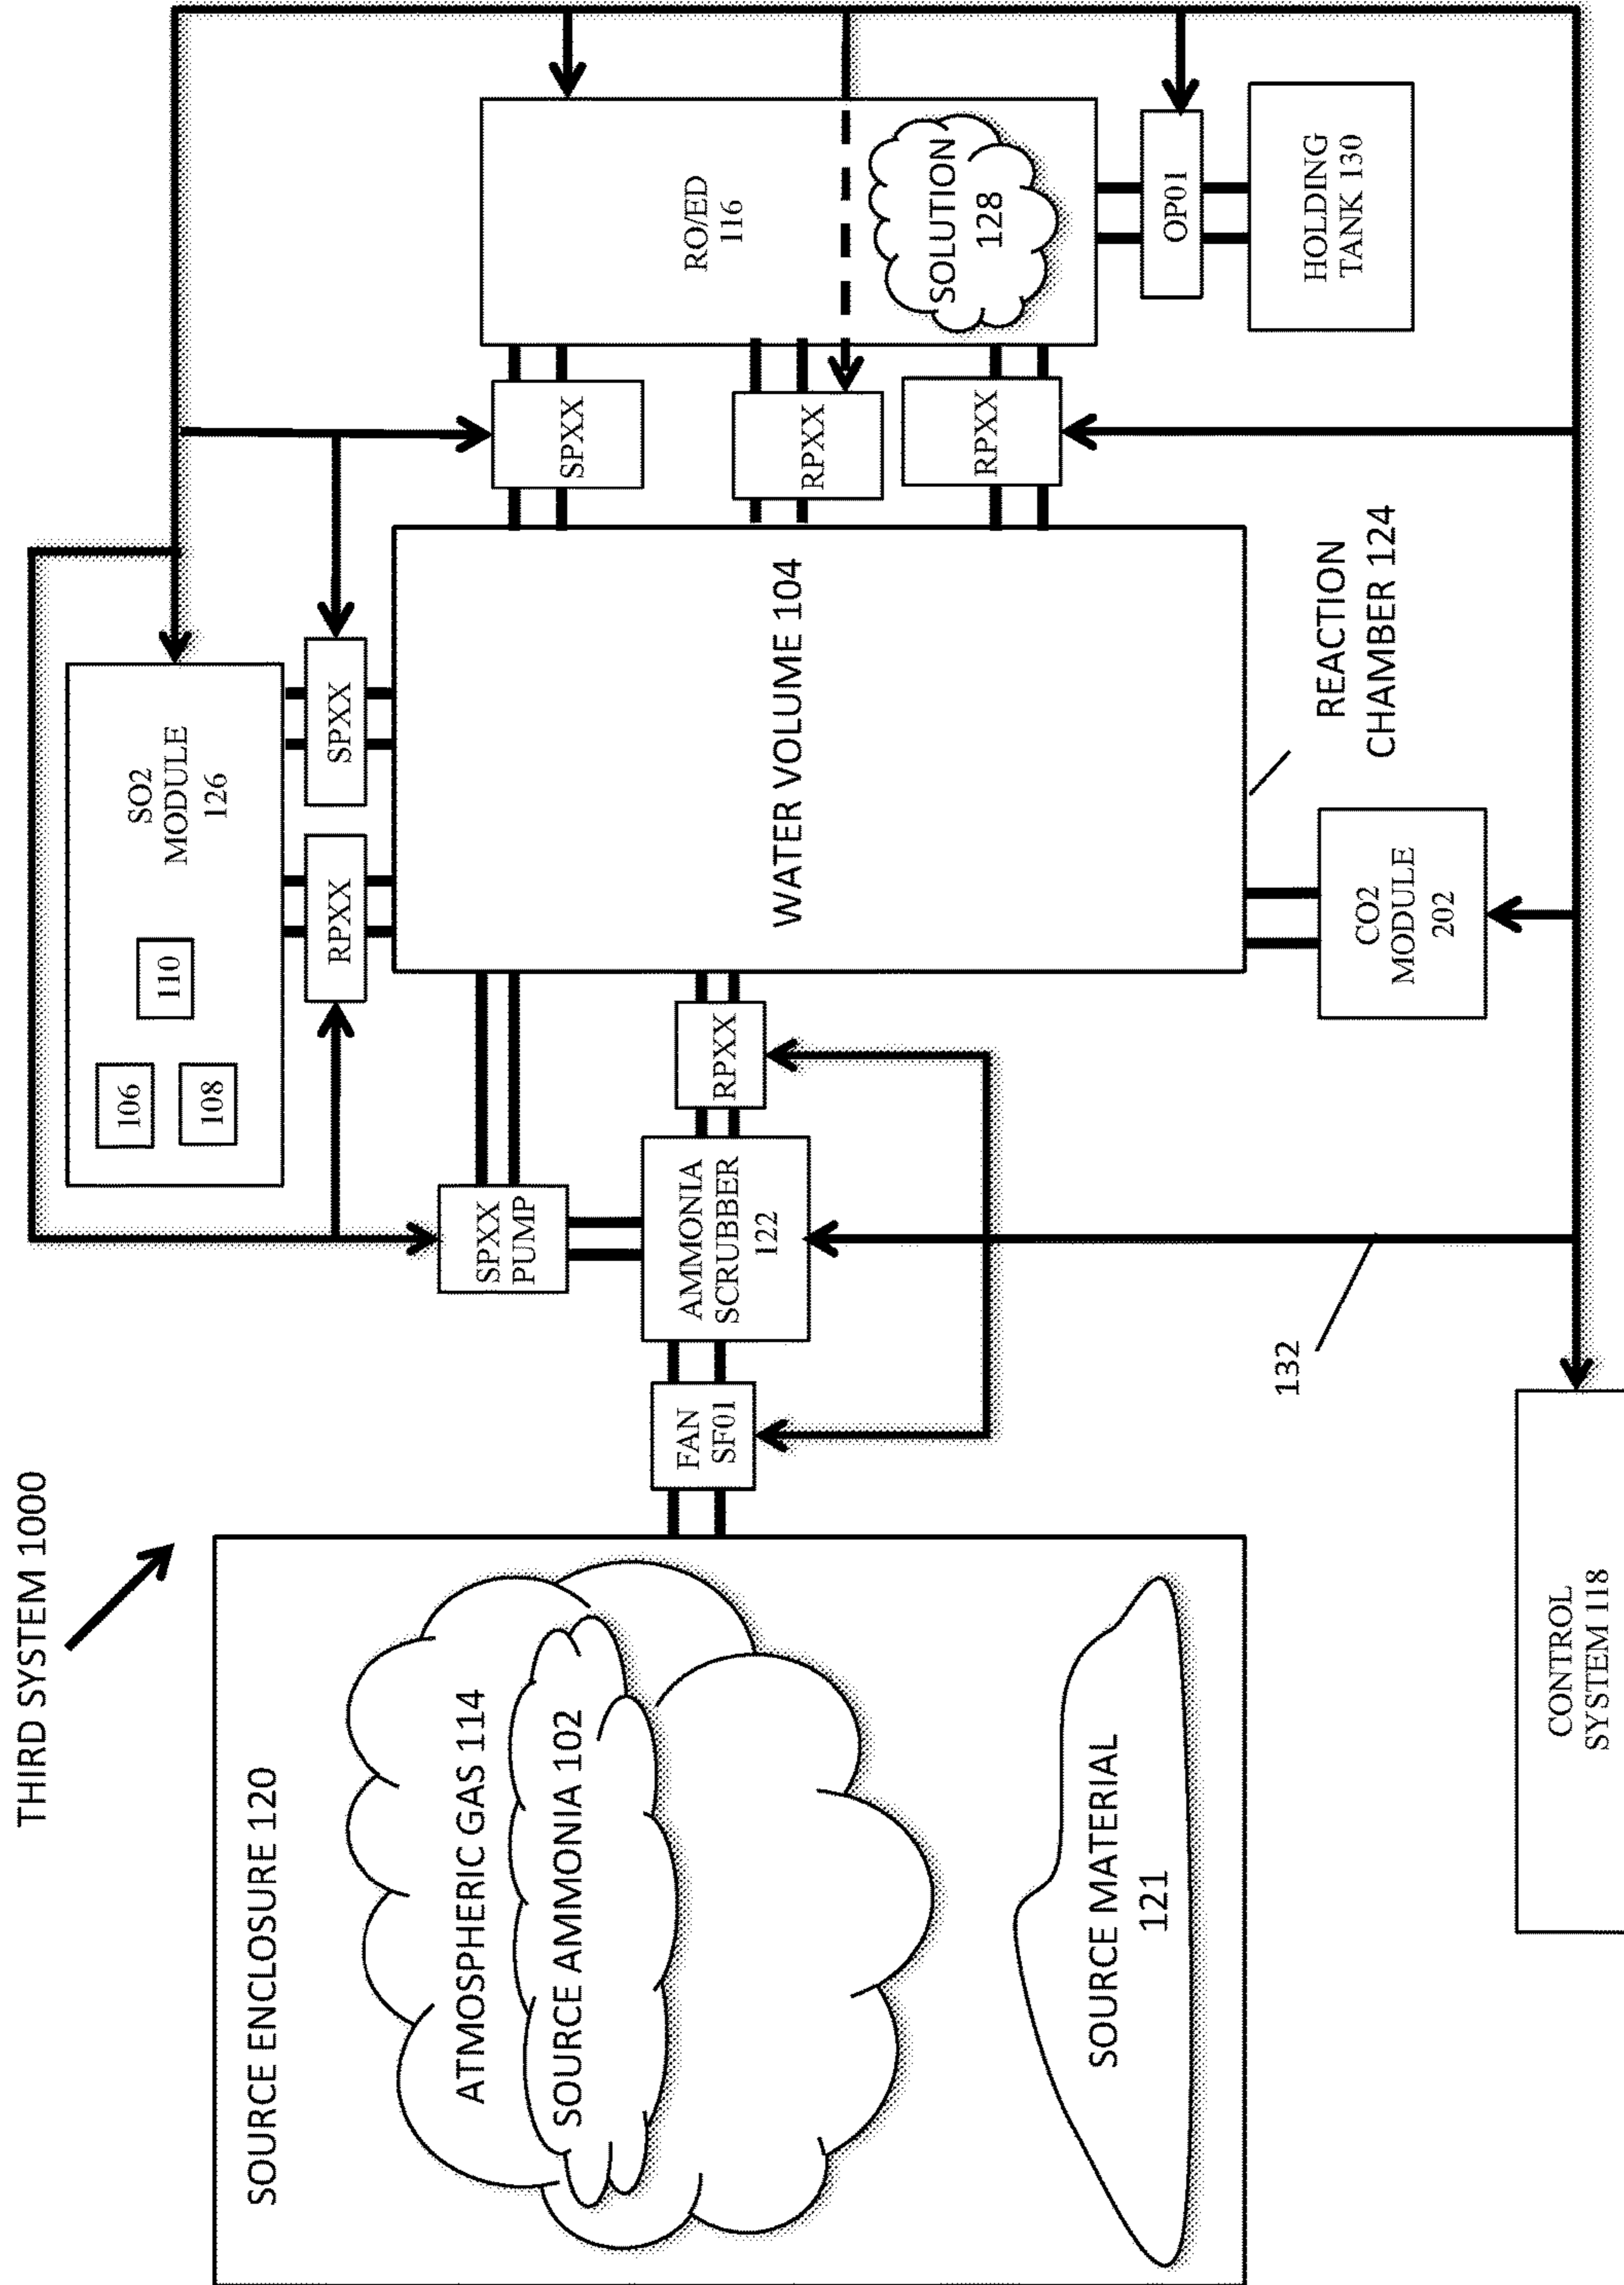 THIRD SYSTEM 1000
SOURCE ENCLOSURE 120
ATMOSPHERIC GAS 114
SOURCE AMMONIA 102
SOURCE MATERIAL
121
CONTROL
SYSTEM 118
FAN
SF01
AMMONIA
SCRUBBER
122
SPXX
PUMP
RPXX
132
SO2
MODULE
126
106
108
110
RPXX
SPXX
WATER VOLUME 104
REACTION
CHAMBER 124
CO2
MODULE
202
SPXX
RPXX
RPXX
RO/ED
116
SOLUTION
128
OP01
HOLDING
TANK 130